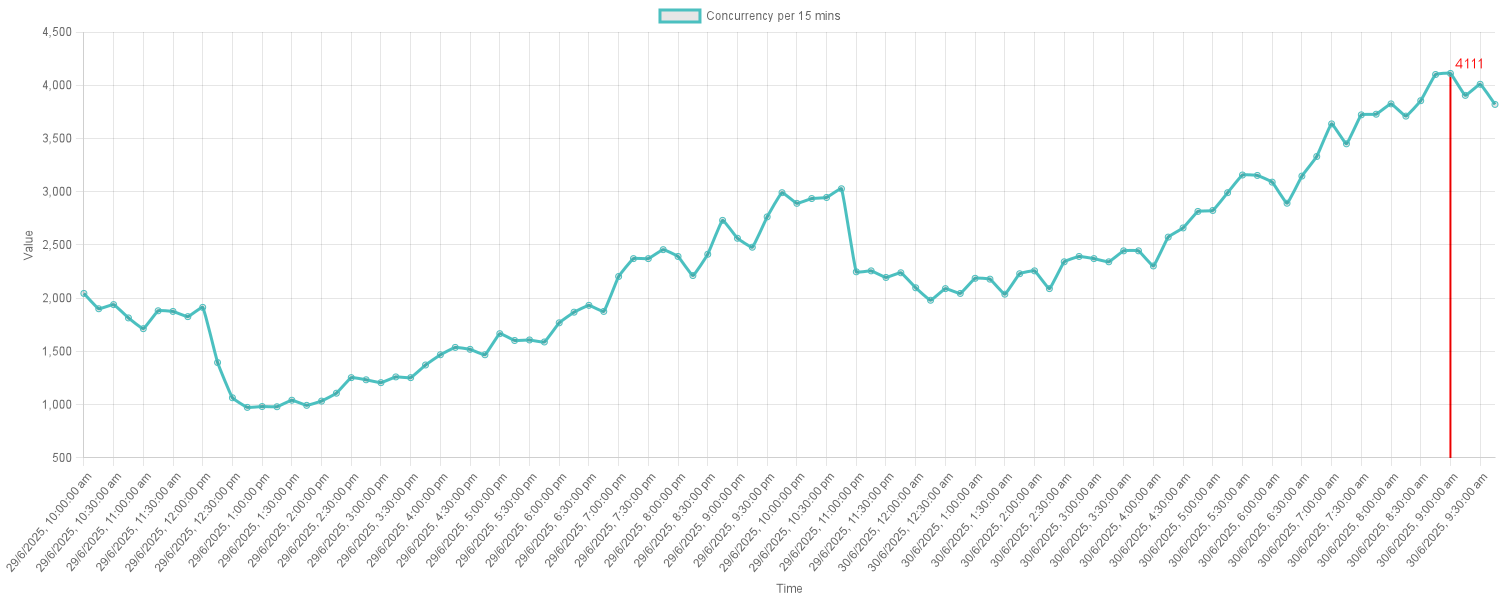 Concurrency per 15 mins
4,500
4,000
3,500
3,000
2,500
2,000
1,500
1,000
500
Value
4111
29/6/2025, 10:00:00 am
29/6/2025, 10:30:00 am
29/6/2025, 11:00:00 am
29/6/2025, 11:30:00 am
29/6/2025, 12:00:00 pm
29/6/2025, 12:30:00 pm
29/6/2025, 1:00:00 pm
29/6/2025, 1:30:00 pm
29/6/2025, 2:00:00 pm
29/6/2025, 2:30:00 pm
29/6/2025, 3:00:00 pm
29/6/2025, 3:30:00 pm
29/6/2025, 4:00:00 pm
29/6/2025, 4:30:00 pm
29/6/2025, 5:00:00 pm
29/6/2025, 5:30:00 pm
29/6/2025, 6:00:00 pm
29/6/2025, 6:30:00 pm
29/6/2025, 7:00:00 pm
29/6/2025, 7:30:00 pm
29/6/2025, 8:00:00 pm
29/6/2025, 8:30:00 pm
29/6/2025, 9:00:00 pm
29/6/2025, 9:30:00 pm
29/6/2025, 10:00:00 pm
29/6/2025, 10:30:00 pm
29/6/2025, 11:00:00 pm
29/6/2025, 11:30:00 pm
30/6/2025, 12:00:00 am
30/6/2025, 12:30:00 am
30/6/2025, 1:00:00 am
30/6/2025, 1:30:00 am
30/6/2025, 2:00:00 am
30/6/2025, 2:30:00 am
30/6/2025, 3:00:00 am
30/6/2025, 3:30:00 am
30/6/2025, 4:00:00 am
30/6/2025, 4:30:00 am
30/6/2025, 5:00:00 am
30/6/2025, 5:30:00 am
30/6/2025, 6:00:00 am
30/6/2025, 6:30:00 am
30/6/2025, 7:00:00 am
30/6/2025, 7:30:00 am
30/6/2025, 8:00:00 am
30/6/2025, 8:30:00 am
30/6/2025, 9:00:00 am
30/6/2025, 9:30:00 am
Time